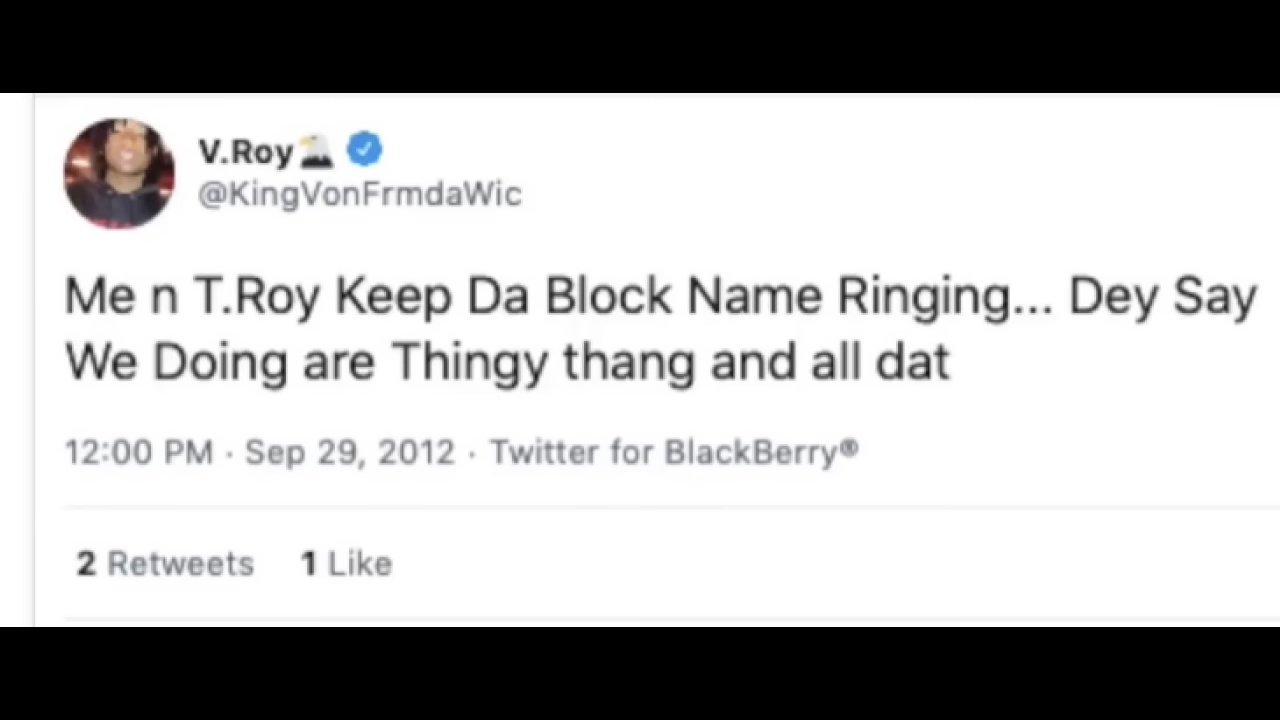 V.Roy🦅
@KingVonFrmdaWic
Me n T.Roy Keep Da Block Name Ringing... Dey Say
We Doing are Thingy thang and all dat
12:00 PM · Sep 29, 2012 · Twitter for BlackBerry®
2 Retweets 1 Like